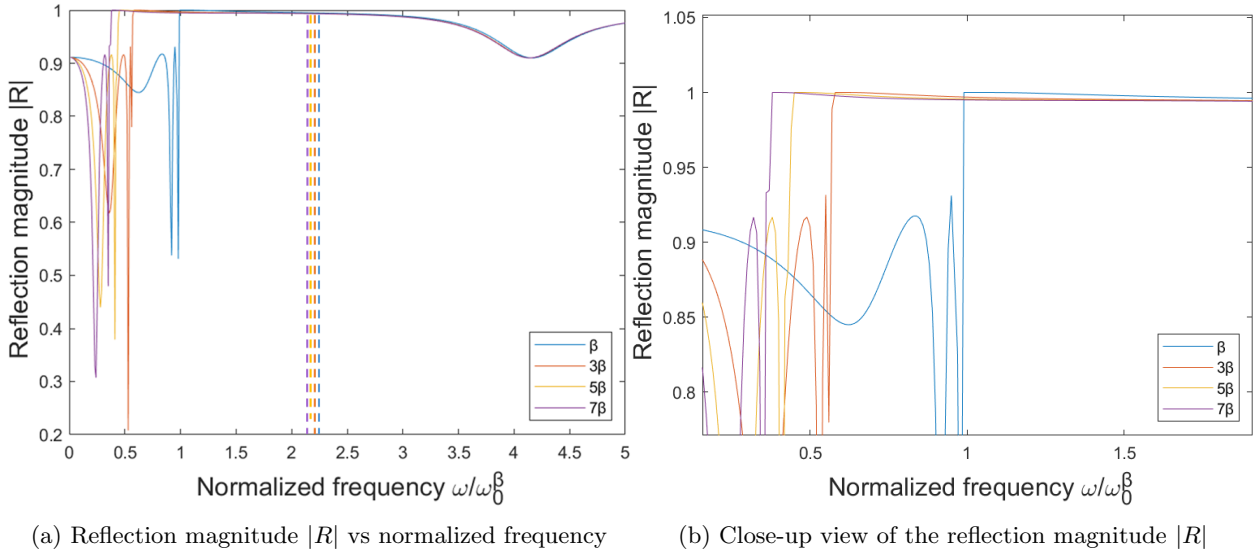 1
0.9
0.8
0.7
0.6
0.5
0.4
0.3
0.2
Reflection magnitude |R|
0 0.5 1 1.5 2 2.5 3 3.5 4 4.5 5
Normalized frequency ω/ω₀^β
β
3β
5β
7β
(a) Reflection magnitude |R| vs normalized frequency
1.05
1
0.95
0.9
0.85
0.8
Reflection magnitude |R|
0.5 1 1.5
Normalized frequency ω/ω₀^β
β
3β
5β
7β
(b) Close-up view of the reflection magnitude |R|